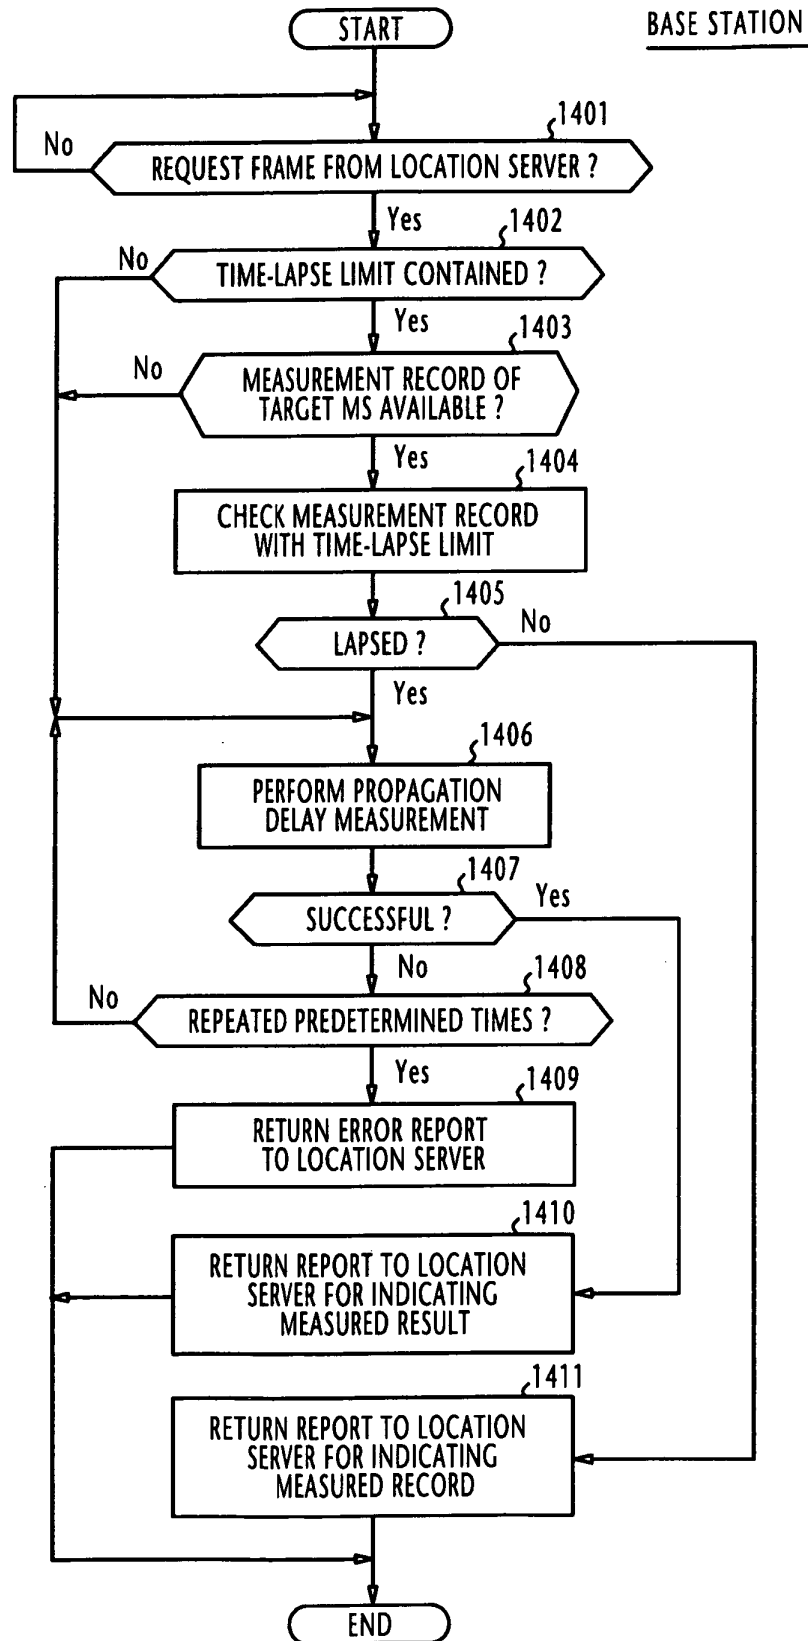 START
BASE STATION
1401
No
REQUEST FRAME FROM LOCATION SERVER ?
Yes
1402
No
TIME-LAPSE LIMIT CONTAINED ?
Yes
1403
No
MEASUREMENT RECORD OF
TARGET MS AVAILABLE ?
Yes
1404
CHECK MEASUREMENT RECORD
WITH TIME-LAPSE LIMIT
1405
LAPSED ?
No
Yes
1406
PERFORM PROPAGATION
DELAY MEASUREMENT
1407
SUCCESSFUL ?
Yes
No
1408
No
REPEATED PREDETERMINED TIMES ?
Yes
1409
RETURN ERROR REPORT
TO LOCATION SERVER
1410
RETURN REPORT TO LOCATION
SERVER FOR INDICATING
MEASURED RESULT
1411
RETURN REPORT TO LOCATION
SERVER FOR INDICATING
MEASURED RECORD
END